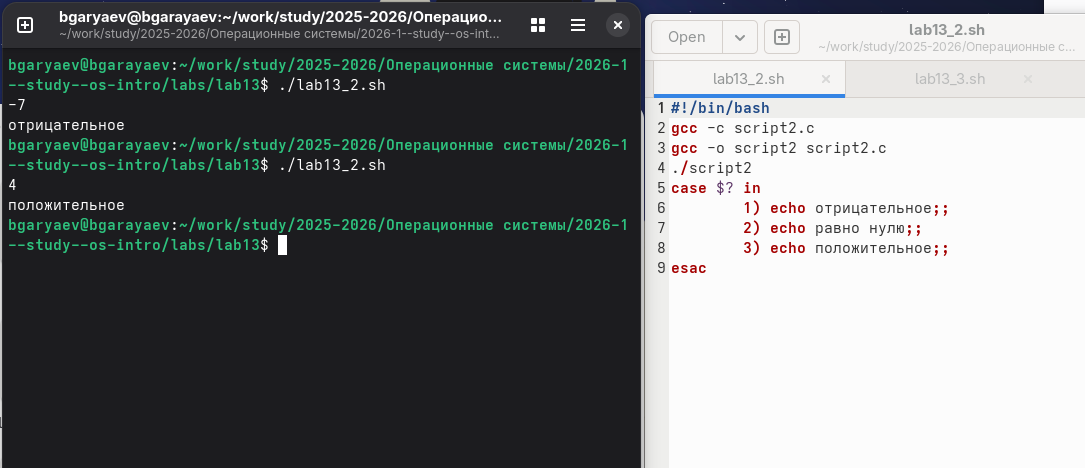 bgaryaev@bgarayaev:~/work/study/2025-2026/Операцио...
~/work/study/2025-2026/Операционные системы/2026-1--study--os-int...
bgaryaev@bgarayaev:~/work/study/2025-2026/Операционные системы/2026-1
--study--os-intro/labs/lab13$ ./lab13_2.sh
-7
отрицательное
bgaryaev@bgarayaev:~/work/study/2025-2026/Операционные системы/2026-1
--study--os-intro/labs/lab13$ ./lab13_2.sh
4
положительное
bgaryaev@bgarayaev:~/work/study/2025-2026/Операционные системы/2026-1
--study--os-intro/labs/lab13$
Open
lab13_2.sh
~/work/study/2025-2026/Операционные с...
lab13_2.sh
lab13_3.sh
1 #!/bin/bash
2 gcc -c script2.c
3 gcc -o script2 script2.c
4 ./script2
5 case $? in
6 1) echo отрицательное;;
7 2) echo равно нулю;;
8 3) echo положительное;;
9 esac